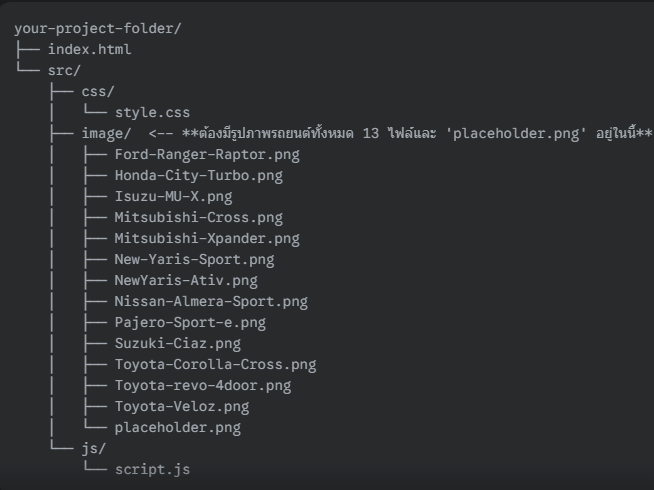 your-project-folder/
├── index.html
└── src/
    ├── css/
    │   └── style.css
    ├── image/  <-- **ต้องมีรูปภาพรถยนต์ทั้งหมด 13 ไฟล์และ 'placeholder.png' อยู่ในนี้**
    │   ├── Ford-Ranger-Raptor.png
    │   ├── Honda-City-Turbo.png
    │   ├── Isuzu-MU-X.png
    │   ├── Mitsubishi-Cross.png
    │   ├── Mitsubishi-Xpander.png
    │   ├── New-Yaris-Sport.png
    │   ├── NewYaris-Ativ.png
    │   ├── Nissan-Almera-Sport.png
    │   ├── Pajero-Sport-e.png
    │   ├── Suzuki-Ciaz.png
    │   ├── Toyota-Corolla-Cross.png
    │   ├── Toyota-revo-4door.png
    │   ├── Toyota-Veloz.png
    │   └── placeholder.png
    └── js/
        └── script.js